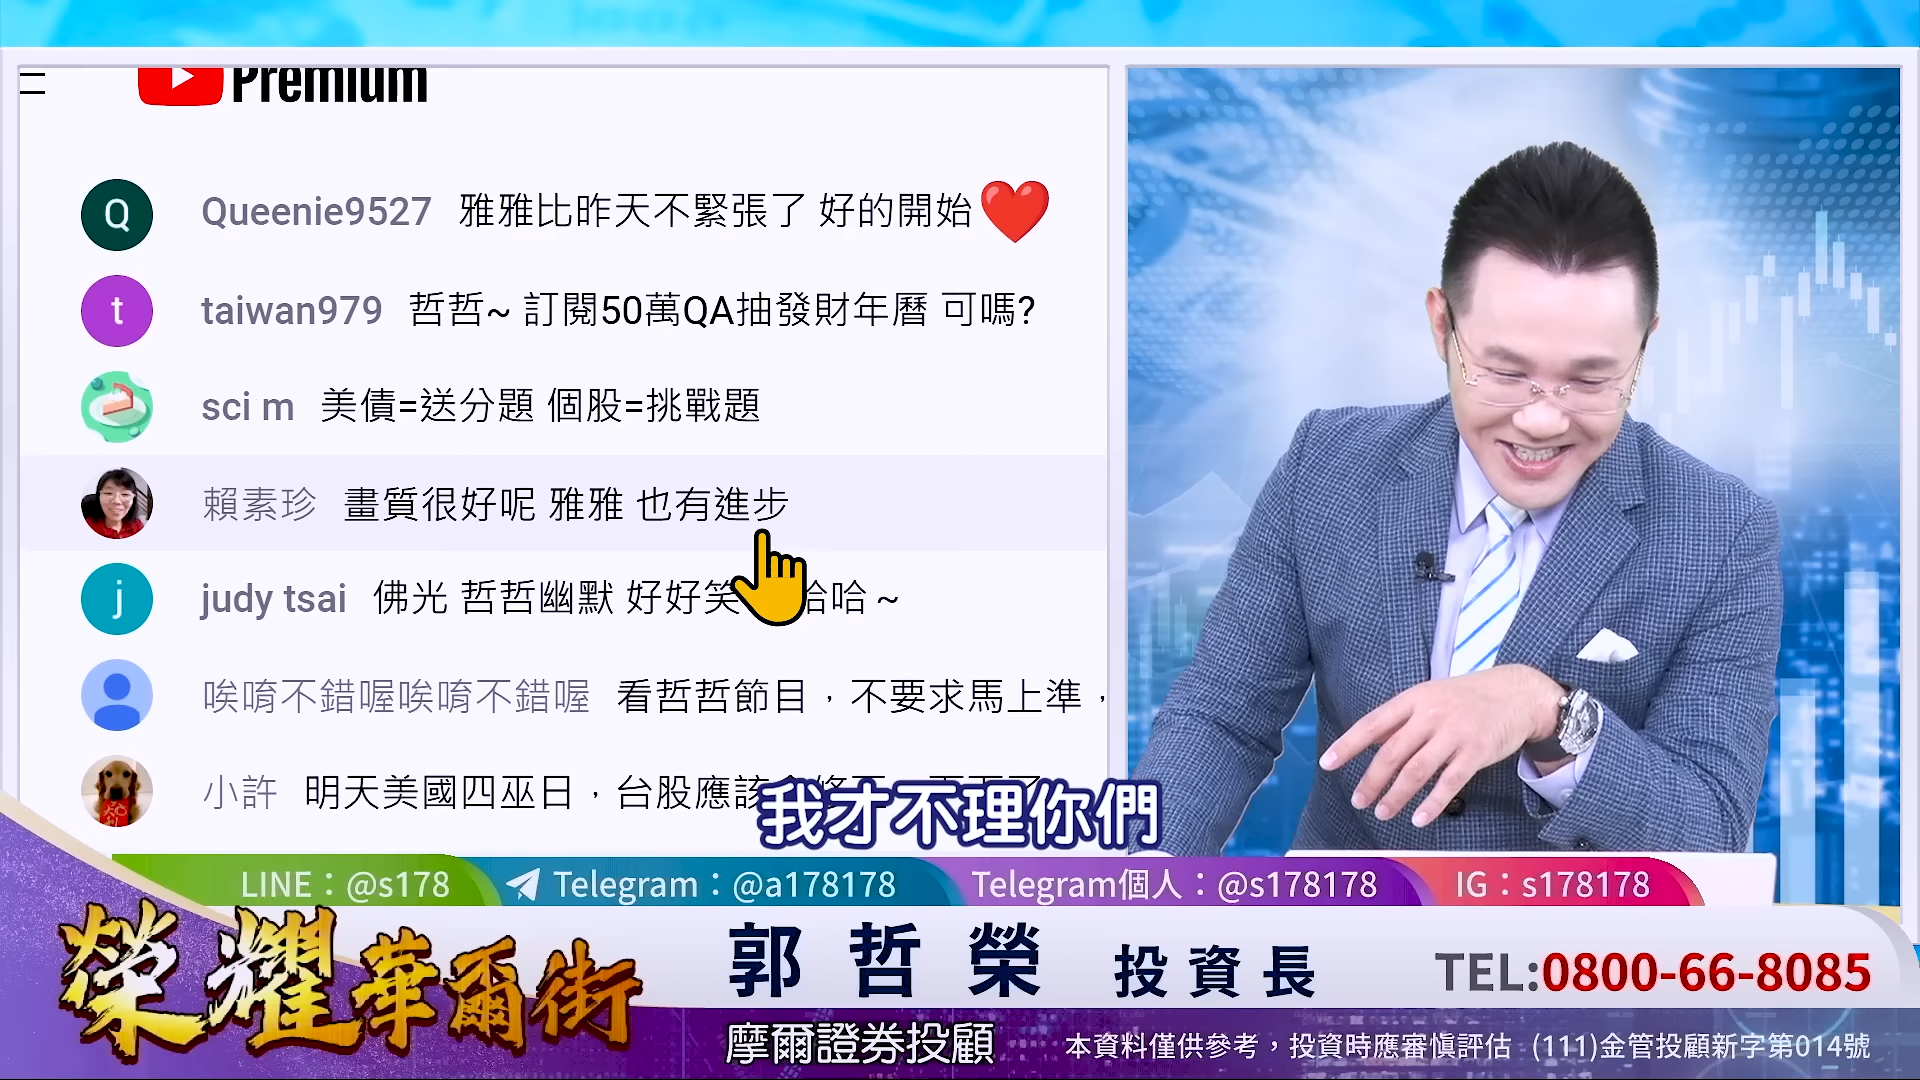 Premium
Q Queenie9527 雅雅比昨天不緊張了 好的開始
t taiwan979 哲哲~ 訂閱50萬QA抽發財年曆 可嗎?
sci m 美債=送分題 個股=挑戰題
賴素珍 畫質很好呢 雅雅 也有進步
j judy tsai 佛光 哲哲幽默 好好笑 哈哈~
唉唷不錯喔唉唷不錯喔 看哲哲節目，不要求馬上準，
小許 明天美國四巫日，台股應該
我才不理你們
LINE：@s178 Telegram：@a178178 Telegram個人：@s178178 IG：s178178
榮耀華爾街
郭哲榮 投資長
TEL:0800-66-8085
摩爾證券投顧
本資料僅供參考，投資時應審慎評估 (111)金管投顧新字第014號